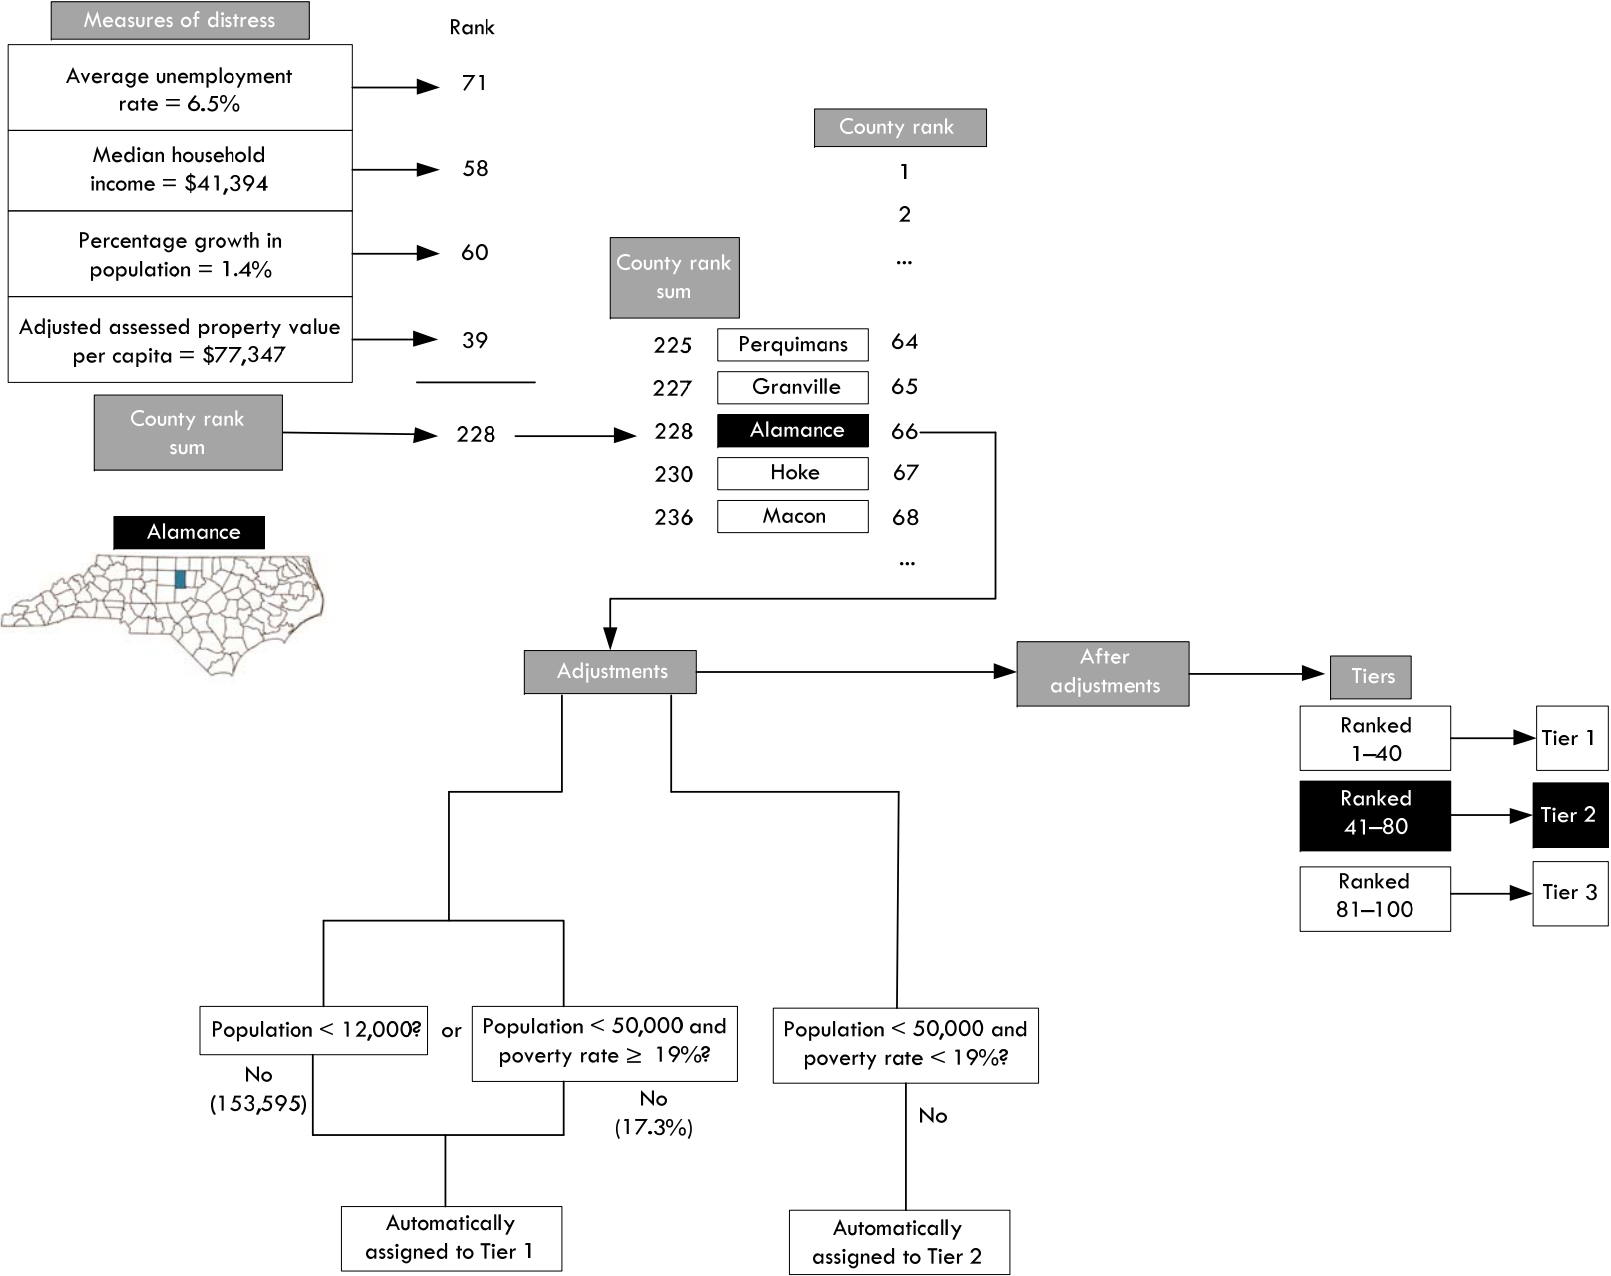 Measures of distress
Rank
Average unemployment
rate = 6.5%
71
Median household
income = $41,394
58
Percentage growth in
population = 1.4%
60
Adjusted assessed property value
per capita = $77,347
39
County rank
sum
228
Alamance
County rank
1
2
...
County rank
sum
225 Perquimans 64
227 Granville 65
228 Alamance 66
230 Hoke 67
236 Macon 68
...
Adjustments
After
adjustments
Tiers
Ranked
1–40
Tier 1
Ranked
41–80
Tier 2
Ranked
81–100
Tier 3
Population < 12,000?
or
Population < 50,000 and
poverty rate ≥ 19%?
Population < 50,000 and
poverty rate < 19%?
No
(153,595)
No
(17.3%)
No
Automatically
assigned to Tier 1
Automatically
assigned to Tier 2